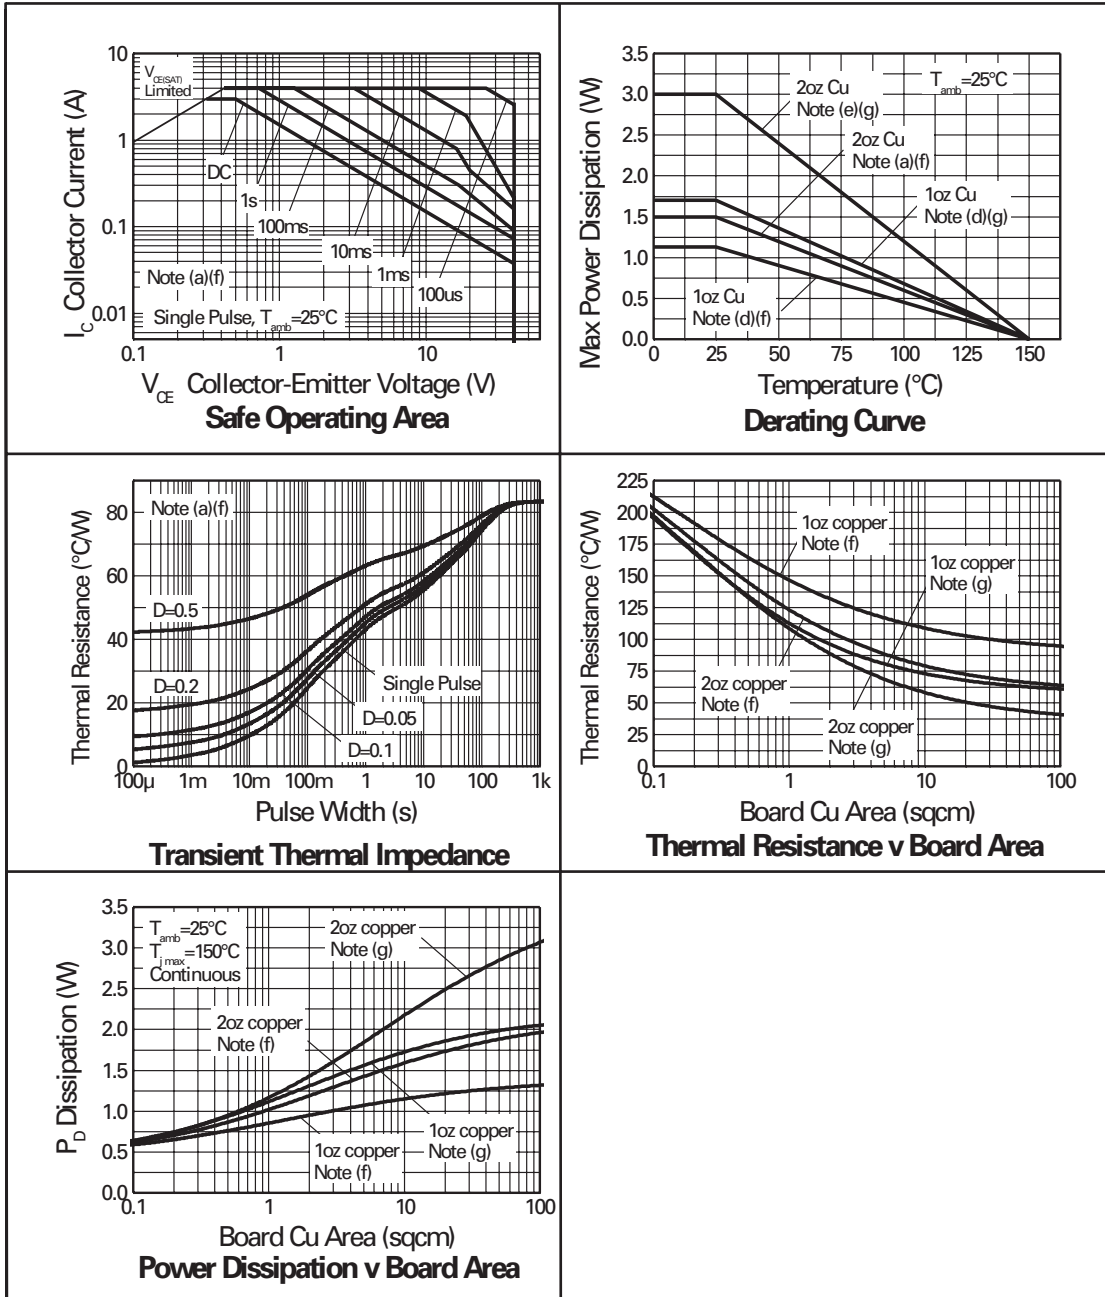 10
1
0.1
0.01
0.1
1
10
I_C Collector Current (A)
V_CE(SAT)
Limited
DC
1s
100ms
10ms
1ms
100us
Note (a)(f)
Single Pulse, T_amb=25°C
V_CE Collector-Emitter Voltage (V)
Safe Operating Area
3.5
3.0
2.5
2.0
1.5
1.0
0.5
0.0
0
25
50
75
100
125
150
Max Power Dissipation (W)
T_amb=25°C
2oz Cu
Note (e)(g)
2oz Cu
Note (a)(f)
1oz Cu
Note (d)(g)
1oz Cu
Note (d)(f)
Temperature (°C)
Derating Curve
80
60
40
20
0
100µ
1m
10m
100m
1
10
100
1k
Thermal Resistance (°C/W)
Note (a)(f)
D=0.5
D=0.2
Single Pulse
D=0.05
D=0.1
Pulse Width (s)
Transient Thermal Impedance
225
200
175
150
125
100
75
50
25
0
0.1
1
10
100
Thermal Resistance (°C/W)
1oz copper
Note (f)
1oz copper
Note (g)
2oz copper
Note (f)
2oz copper
Note (g)
Board Cu Area (sqcm)
Thermal Resistance v Board Area
3.5
3.0
2.5
2.0
1.5
1.0
0.5
0.0
0.1
1
10
100
P_D Dissipation (W)
T_amb=25°C
T_j max=150°C
Continuous
2oz copper
Note (g)
2oz copper
Note (f)
1oz copper
Note (g)
1oz copper
Note (f)
Board Cu Area (sqcm)
Power Dissipation v Board Area